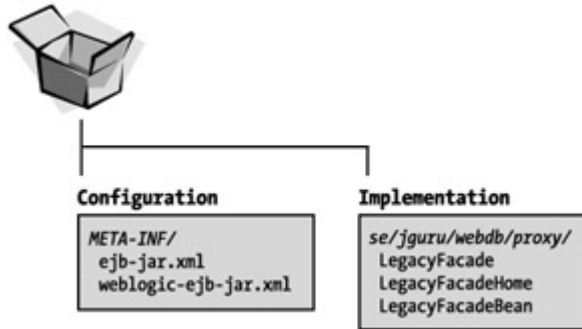 Configuration
META-INF/
ejb-jar.xml
weblogic-ejb-jar.xml
Implementation
se/jguru/webdb/proxy/
LegacyFacade
LegacyFacadeHome
LegacyFacadeBean